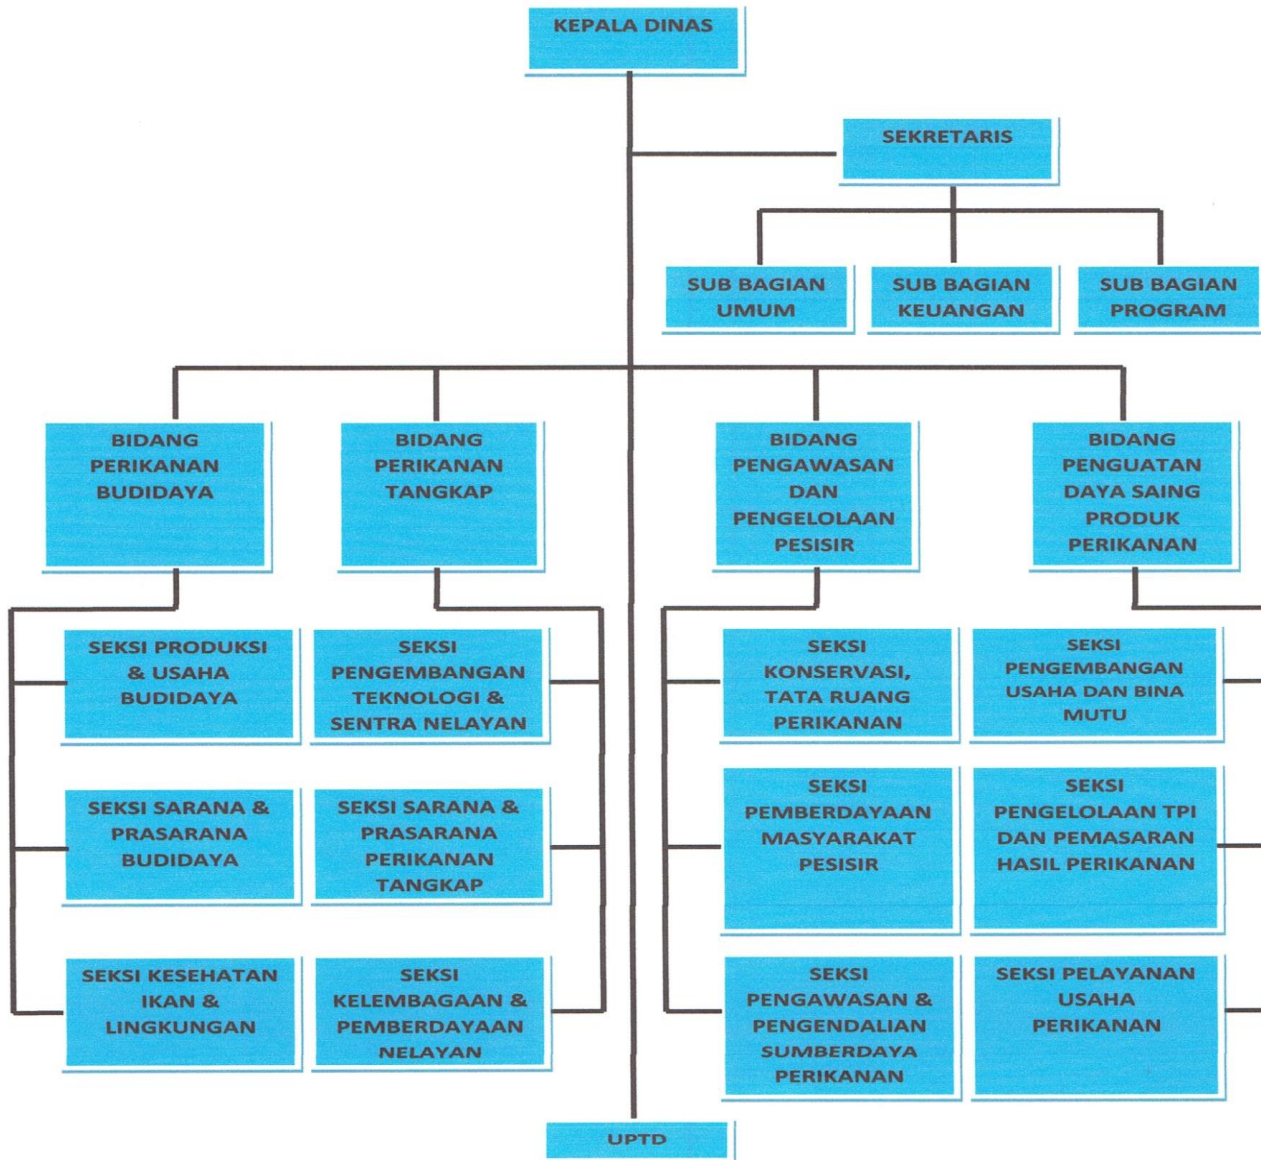 KEPALA DINAS
SEKRETARIS
SUB BAGIAN
UMUM
SUB BAGIAN
KEUANGAN
SUB BAGIAN
PROGRAM
BIDANG
PERIKANAN
BUDIDAYA
BIDANG
PERIKANAN
TANGKAP
BIDANG
PENGAWASAN
DAN
PENGELOLAAN
PESISIR
BIDANG
PENGUATAN
DAYA SAING
PRODUK
PERIKANAN
SEKSI PRODUKSI
& USAHA
BUDIDAYA
SEKSI
PENGEMBANGAN
TEKNOLOGI &
SENTRA NELAYAN
SEKSI
KONSERVASI,
TATA RUANG
PERIKANAN
SEKSI
PENGEMBANGAN
USAHA DAN BINA
MUTU
SEKSI SARANA &
PRASARANA
BUDIDAYA
SEKSI SARANA &
PRASARANA
PERIKANAN
TANGKAP
SEKSI
PEMBERDAYAAN
MASYARAKAT
PESISIR
SEKSI
PENGELOLAAN TPI
DAN PEMASARAN
HASIL PERIKANAN
SEKSI KESEHATAN
IKAN &
LINGKUNGAN
SEKSI
KELEMBAGAAN &
PEMBERDAYAAN
NELAYAN
SEKSI
PENGAWASAN &
PENGENDALIAN
SUMBERDAYA
PERIKANAN
SEKSI PELAYANAN
USAHA
PERIKANAN
UPTD